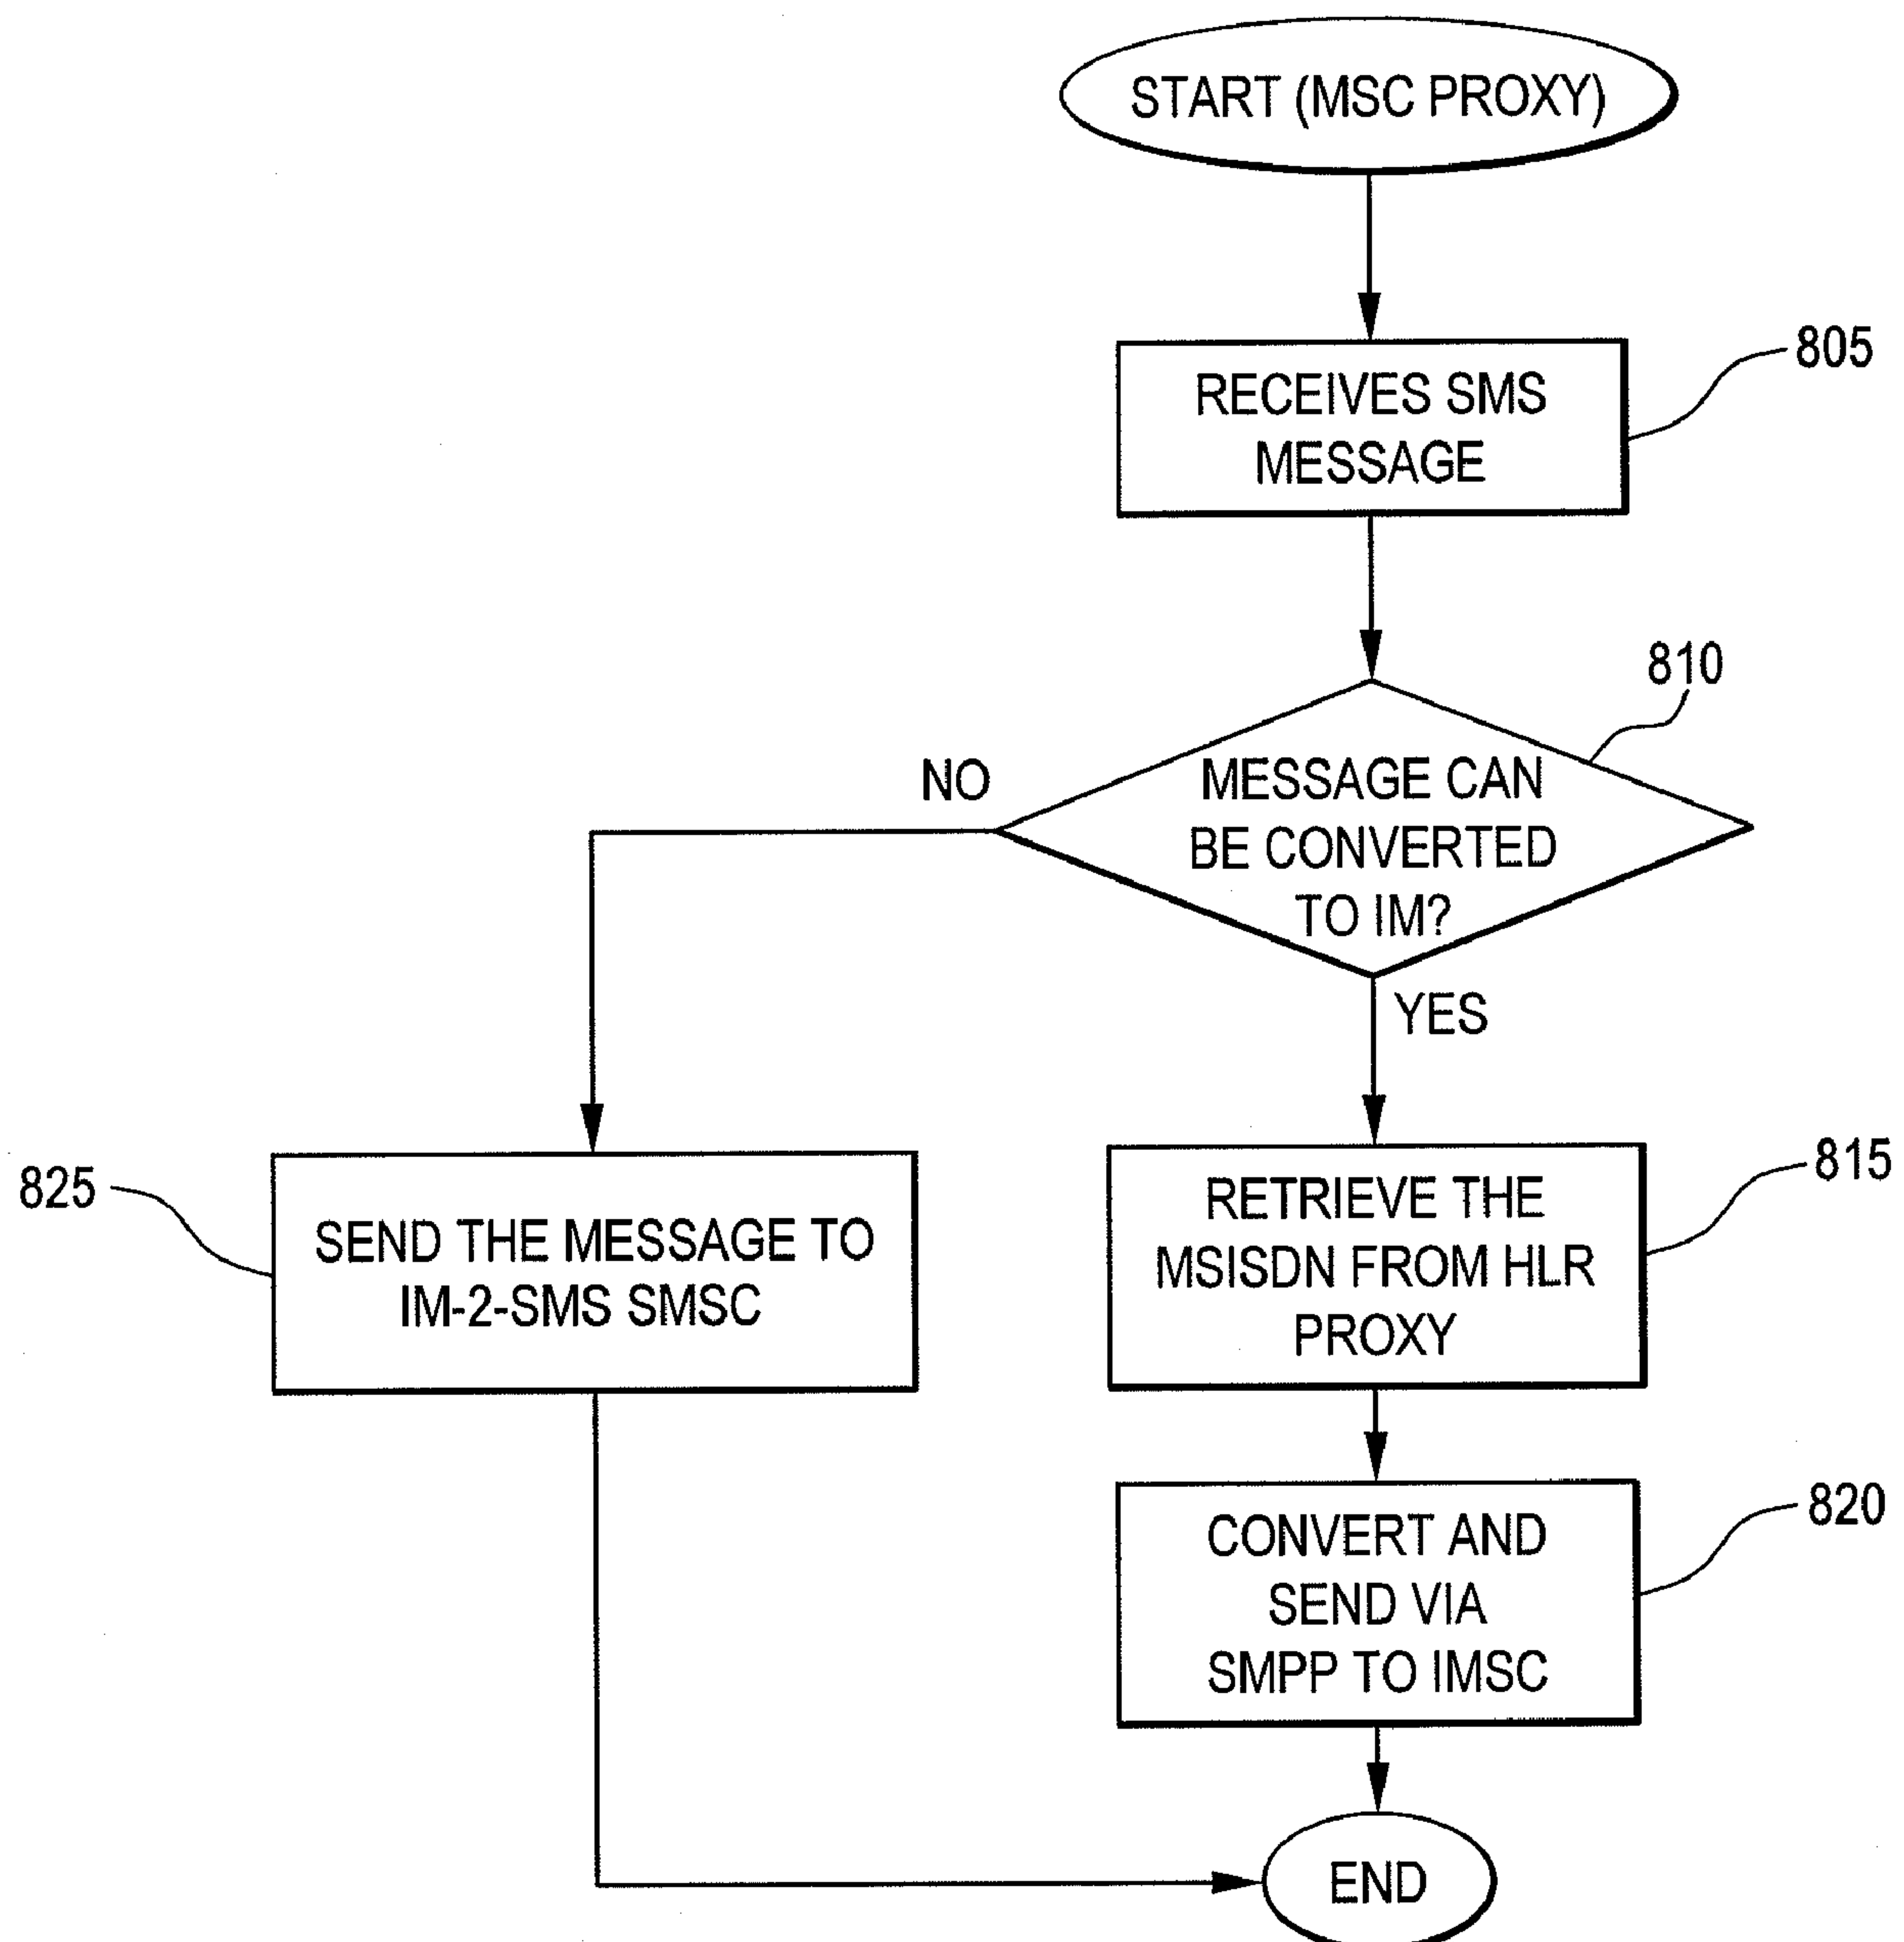 START (MSC PROXY)
RECEIVES SMS
MESSAGE
805
810
NO
MESSAGE CAN
BE CONVERTED
TO IM?
YES
825
SEND THE MESSAGE TO
IM-2-SMS SMSC
RETRIEVE THE
MSISDN FROM HLR
PROXY
815
CONVERT AND
SEND VIA
SMPP TO IMSC
820
END